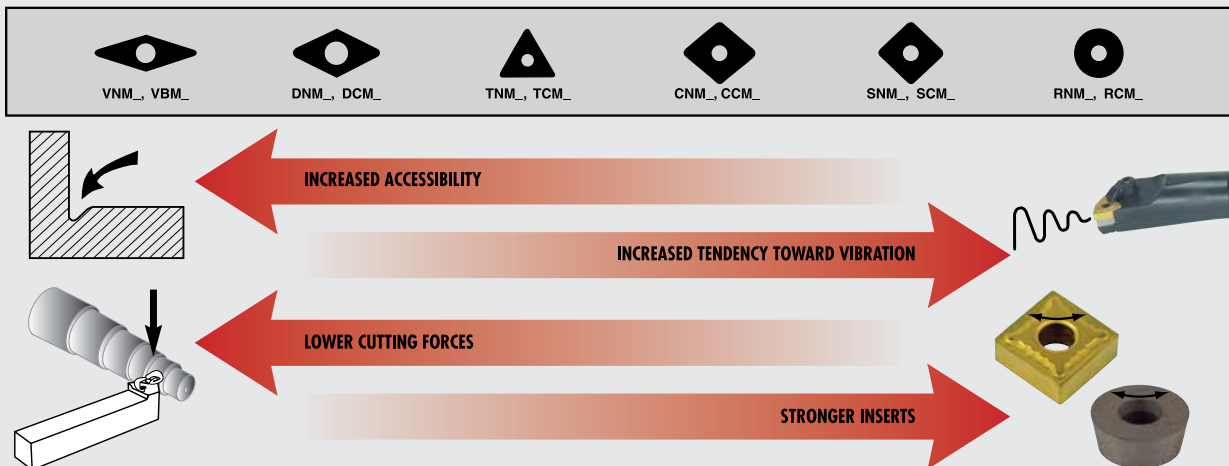 VNM_, VBM_
DNM_, DCM_
TNM_, TCM_
CNM_, CCM_
SNM_, SCM_
RNM_, RCM_
INCREASED ACCESSIBILITY
INCREASED TENDENCY TOWARD VIBRATION
LOWER CUTTING FORCES
STRONGER INSERTS